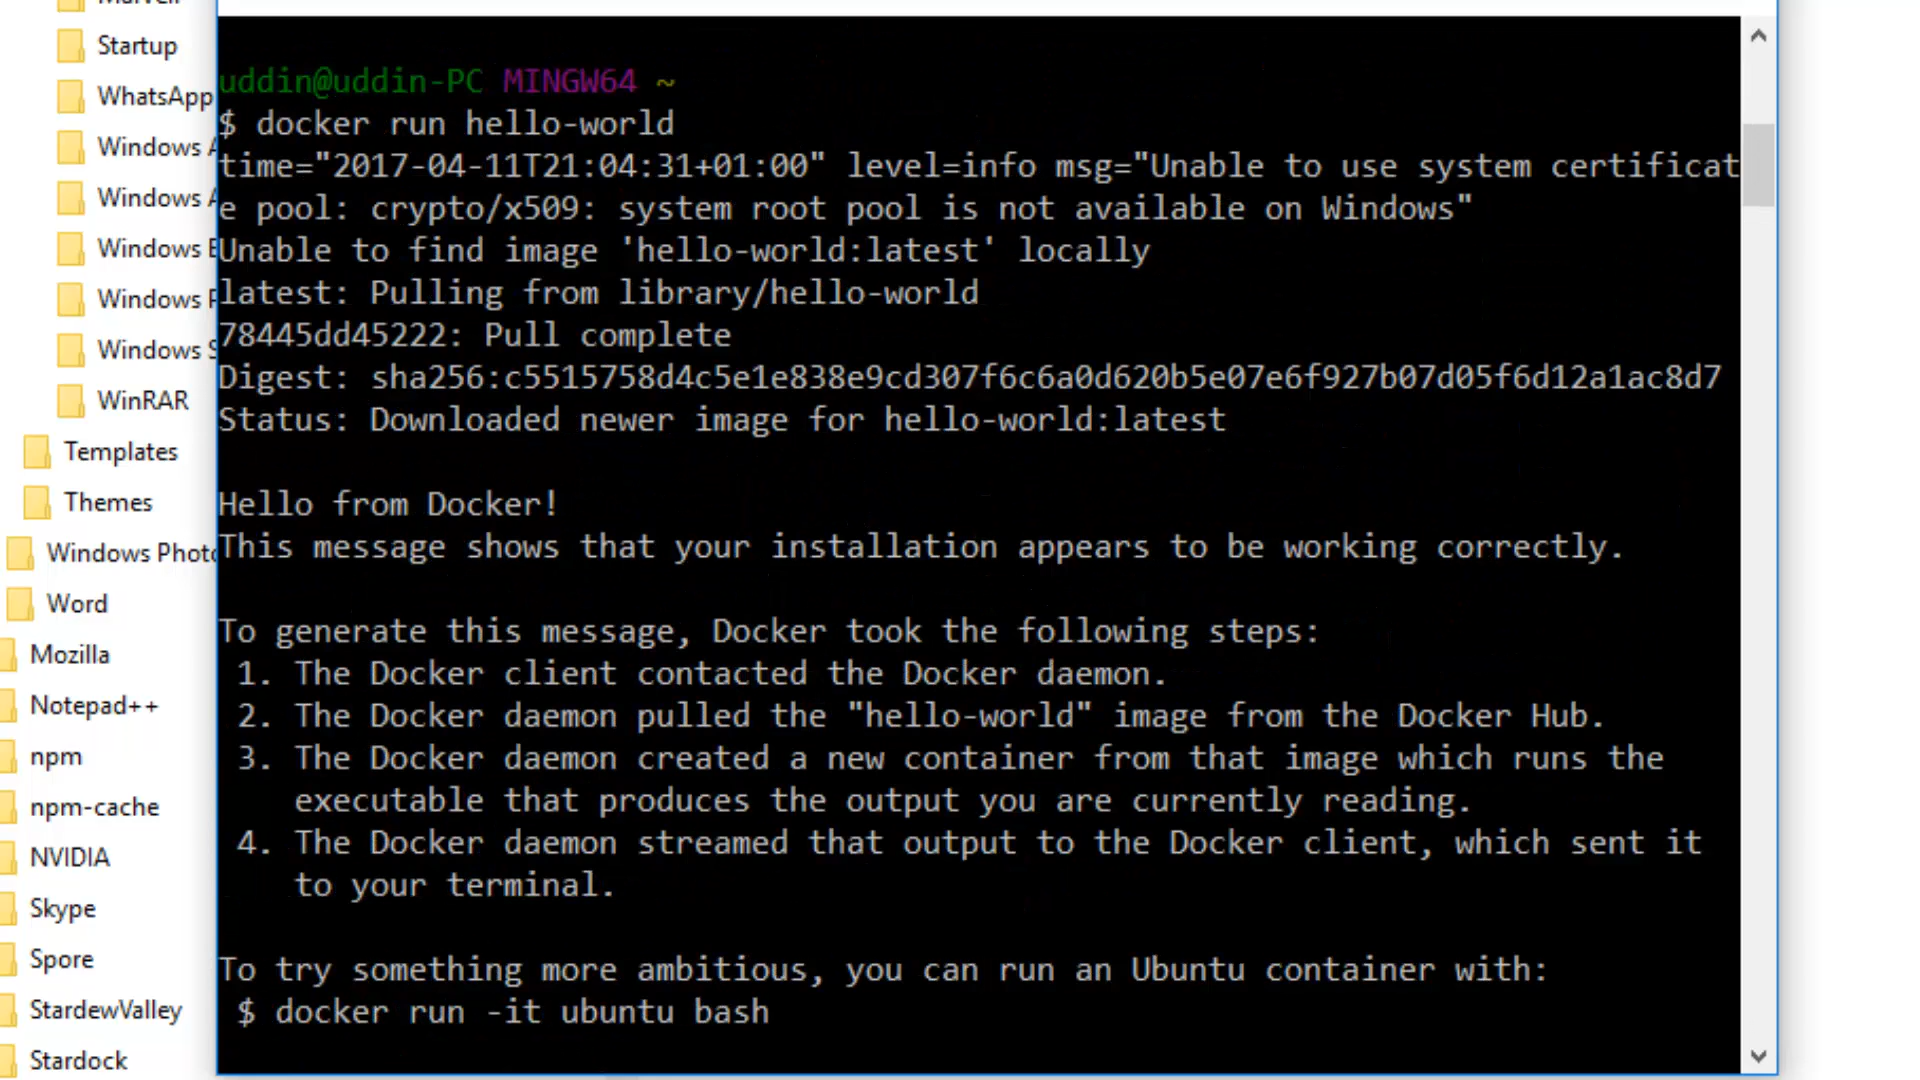 Startup
WhatsApp
Windows
Windows
Windows
Windows
Windows
WinRAR
Templates
Themes
Windows Photo
Word
Mozilla
Notepad++
npm
npm-cache
NVIDIA
Skype
Spore
StardewValley
Stardock
uddin@uddin-PC MINGW64 ~
$ docker run hello-world
time="2017-04-11T21:04:31+01:00" level=info msg="Unable to use system certificat
e pool: crypto/x509: system root pool is not available on Windows"
Unable to find image 'hello-world:latest' locally
latest: Pulling from library/hello-world
78445dd45222: Pull complete
Digest: sha256:c5515758d4c5e1e838e9cd307f6c6a0d620b5e07e6f927b07d05f6d12a1ac8d7
Status: Downloaded newer image for hello-world:latest
Hello from Docker!
This message shows that your installation appears to be working correctly.
To generate this message, Docker took the following steps:
1. The Docker client contacted the Docker daemon.
2. The Docker daemon pulled the "hello-world" image from the Docker Hub.
3. The Docker daemon created a new container from that image which runs the
executable that produces the output you are currently reading.
4. The Docker daemon streamed that output to the Docker client, which sent it
to your terminal.
To try something more ambitious, you can run an Ubuntu container with:
$ docker run -it ubuntu bash